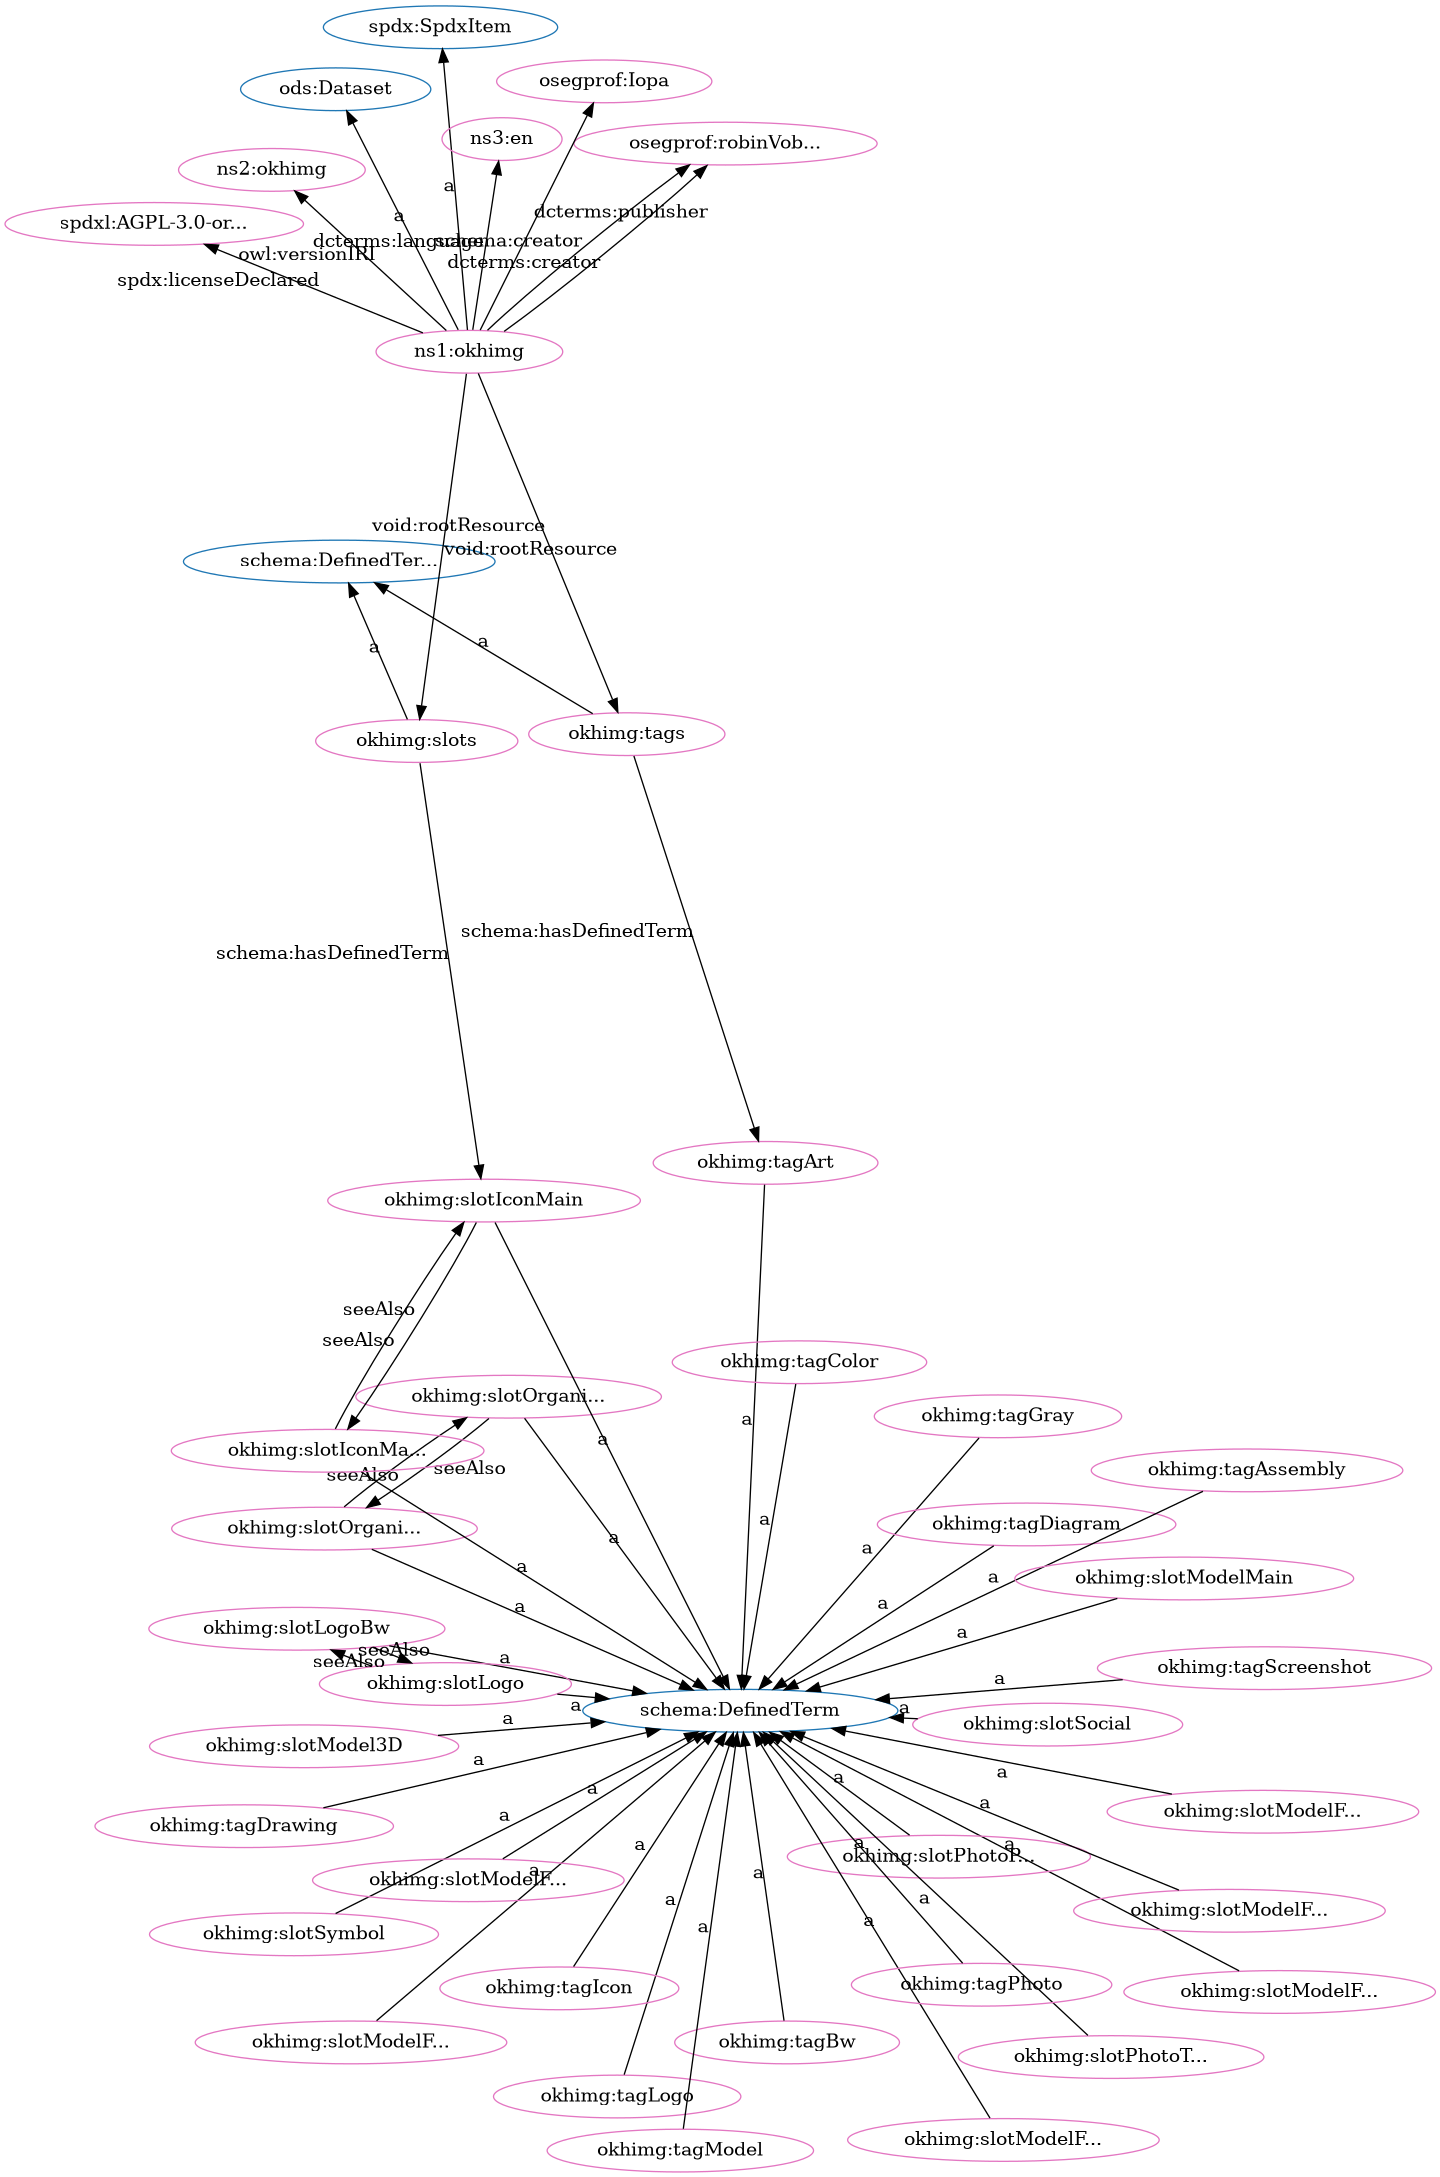 spdx:SpdxItem
osegprof:Iopa
ods:Dataset
ns3:en
osegprof:robinVob...
ns2:okhimg
a
spdxl:AGPL-3.0-or...
a
dcterms:publisher
dcterms:language
schema:creator
owl:versionIRI
dcterms:creator
spdx:licenseDeclared
ns1:okhimg
void:rootResource
void:rootResource
schema:DefinedTer...
a
a
okhimg:tags
okhimg:slots
schema:hasDefinedTerm
schema:hasDefinedTerm
okhimg:tagArt
okhimg:slotIconMain
seeAlso
seeAlso
okhimg:tagColor
okhimg:slotOrgani...
okhimg:tagGray
a
a
okhimg:slotIconMa...
seeAlso
seeAlso
okhimg:tagAssembly
a
okhimg:slotOrgani...
okhimg:tagDiagram
a
a
a
a
okhimg:slotModelMain
a
a
okhimg:slotLogoBw
a
seeAlso
a
seeAlso
okhimg:tagScreenshot
okhimg:slotLogo
a
a
a
schema:DefinedTerm
okhimg:slotSocial
a
okhimg:slotModel3D
a
a
a
a
a
okhimg:slotModelF...
a
okhimg:tagDrawing
a
a
a
okhimg:slotPhotoP...
a
a
okhimg:slotModelF...
a
a
okhimg:slotModelF...
a
a
okhimg:slotSymbol
okhimg:tagIcon
okhimg:tagPhoto
okhimg:slotModelF...
okhimg:slotModelF...
okhimg:tagBw
okhimg:slotPhotoT...
okhimg:tagLogo
okhimg:slotModelF...
okhimg:tagModel